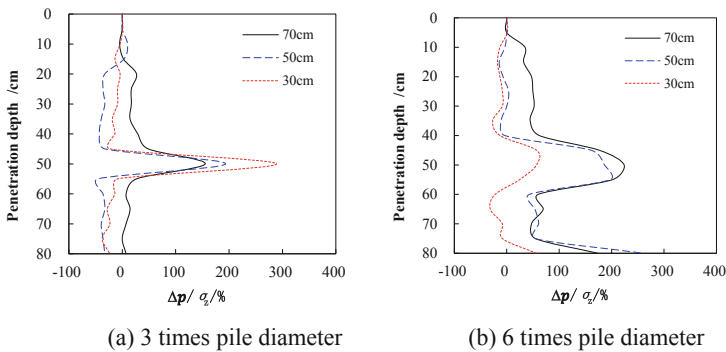 0
10
20
30
40
50
60
70
80
Penetration depth /cm
70cm
50cm
30cm
-100 0 100 200 300 400
Δp/ σz/%
(a) 3 times pile diameter
0
10
20
30
40
50
60
70
80
Penetration depth /cm
70cm
50cm
30cm
-100 0 100 200 300 400
Δp/ σz/%
(b) 6 times pile diameter